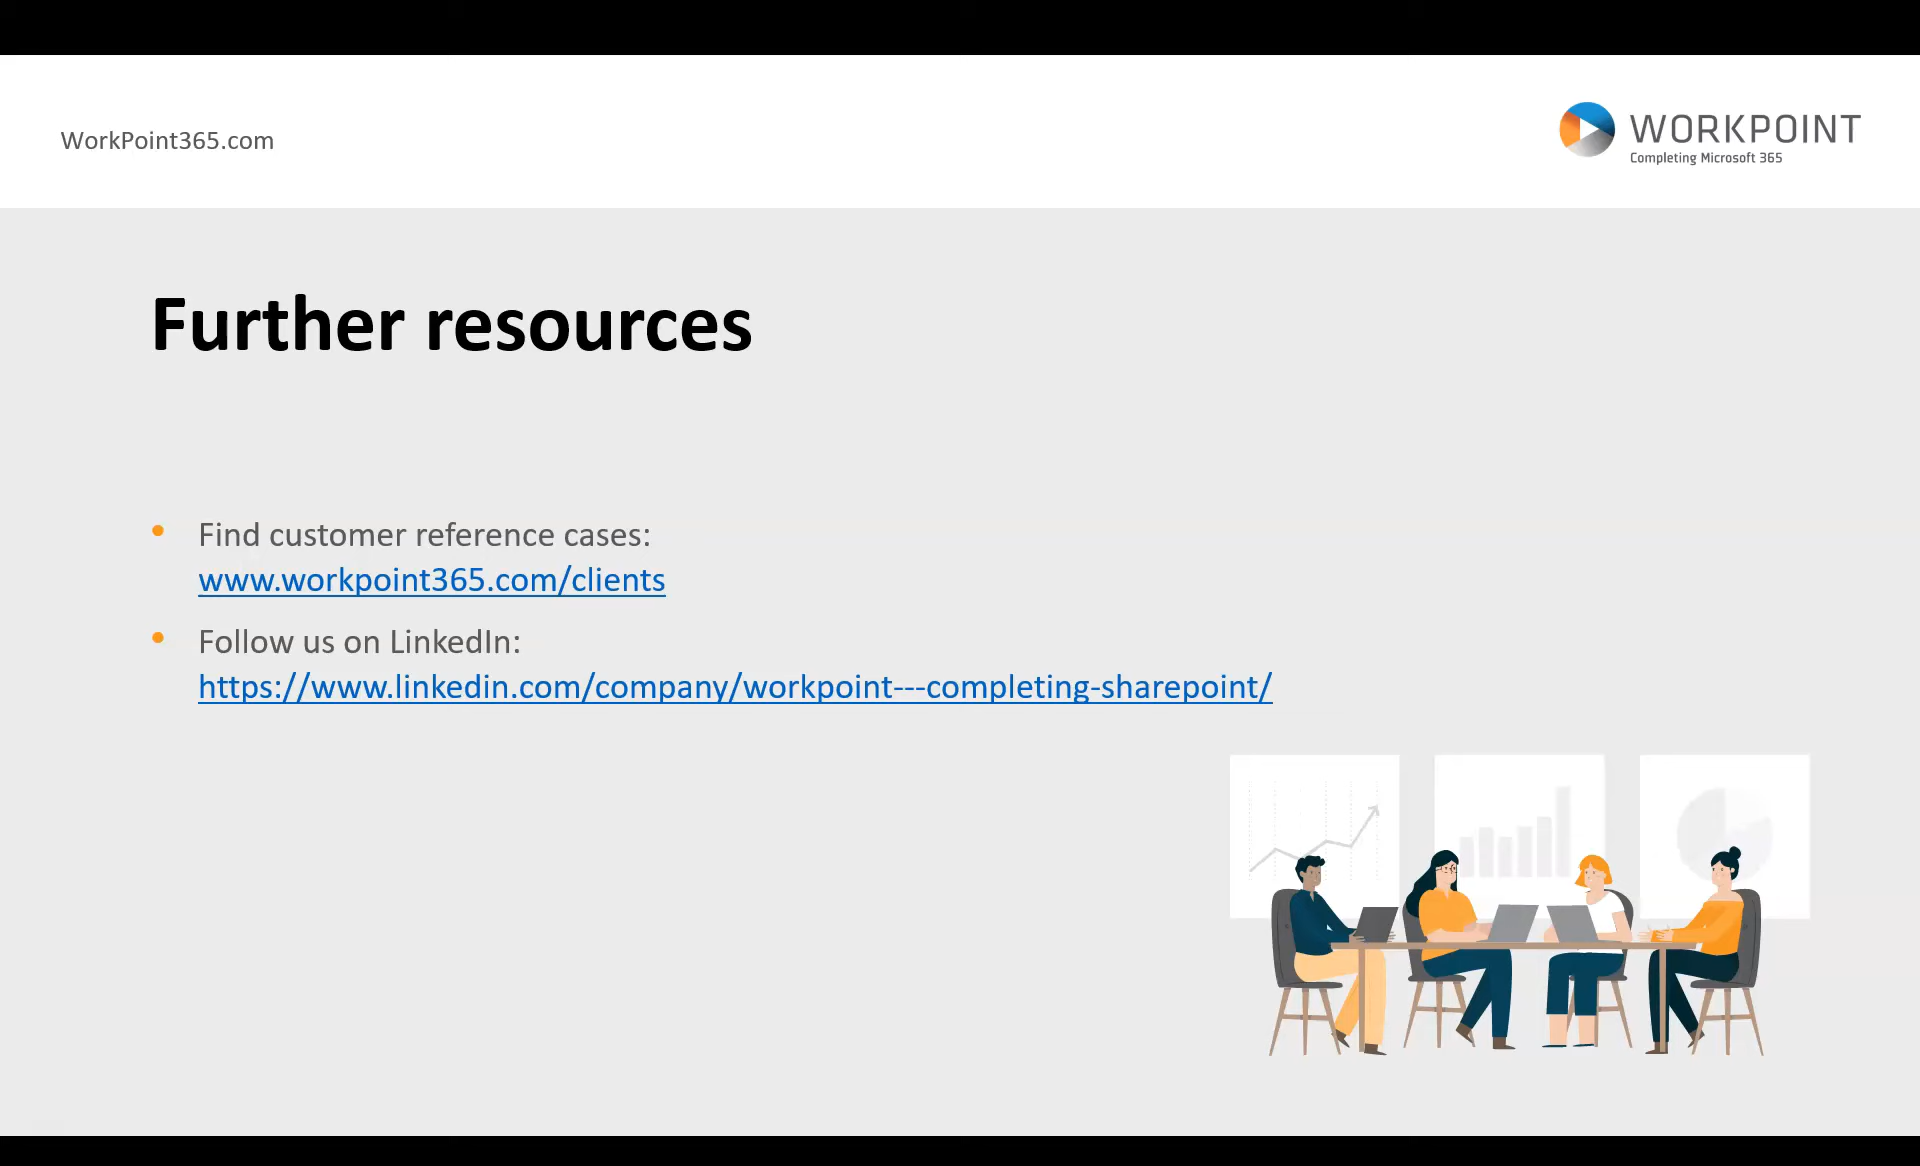 WorkPoint365.com
WORKPOINT
Completing Microsoft 365
Further resources
• Find customer reference cases:
www.workpoint365.com/clients
• Follow us on LinkedIn:
https://www.linkedin.com/company/workpoint---completing-sharepoint/